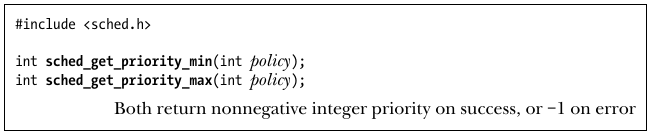 #include <sched.h>
int sched_get_priority_min(int policy);
int sched_get_priority_max(int policy);
Both return nonnegative integer priority on success, or −1 on error